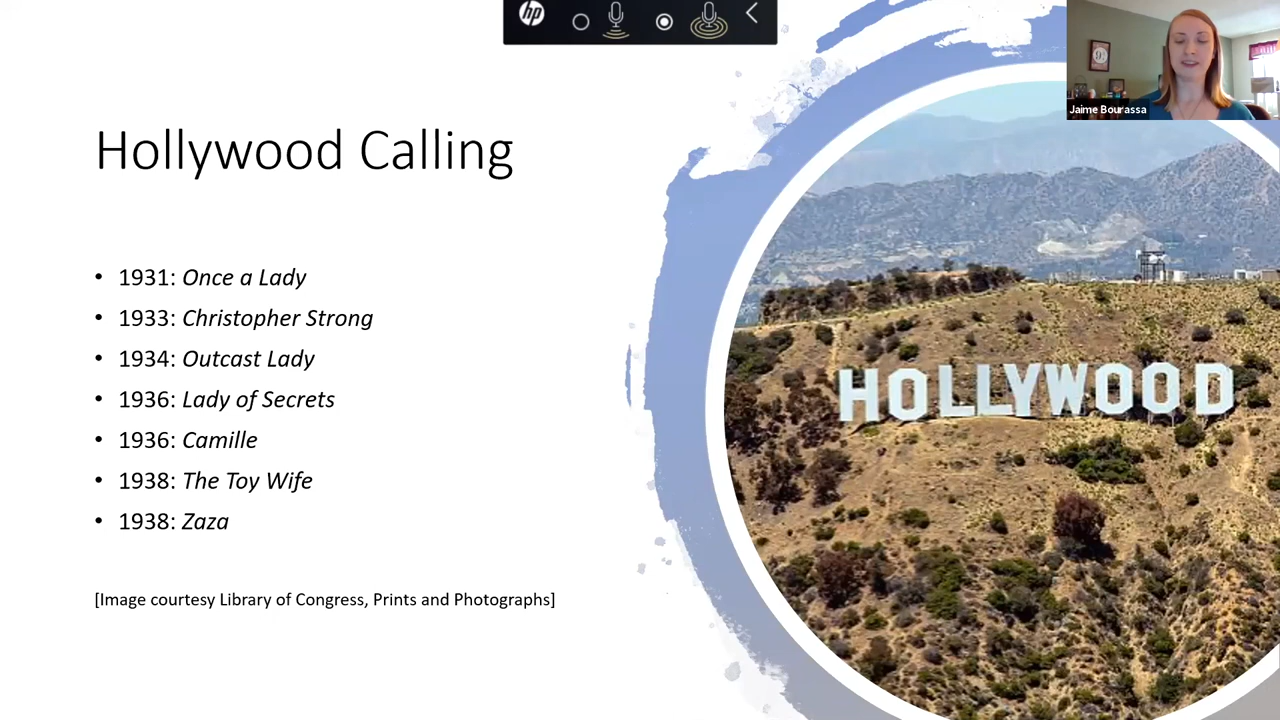 hp
Jaime Bourassa
Hollywood Calling
• 1931: Once a Lady
• 1933: Christopher Strong
• 1934: Outcast Lady
• 1936: Lady of Secrets
• 1936: Camille
• 1938: The Toy Wife
• 1938: Zaza
[Image courtesy Library of Congress, Prints and Photographs]
HOLLYWOOD